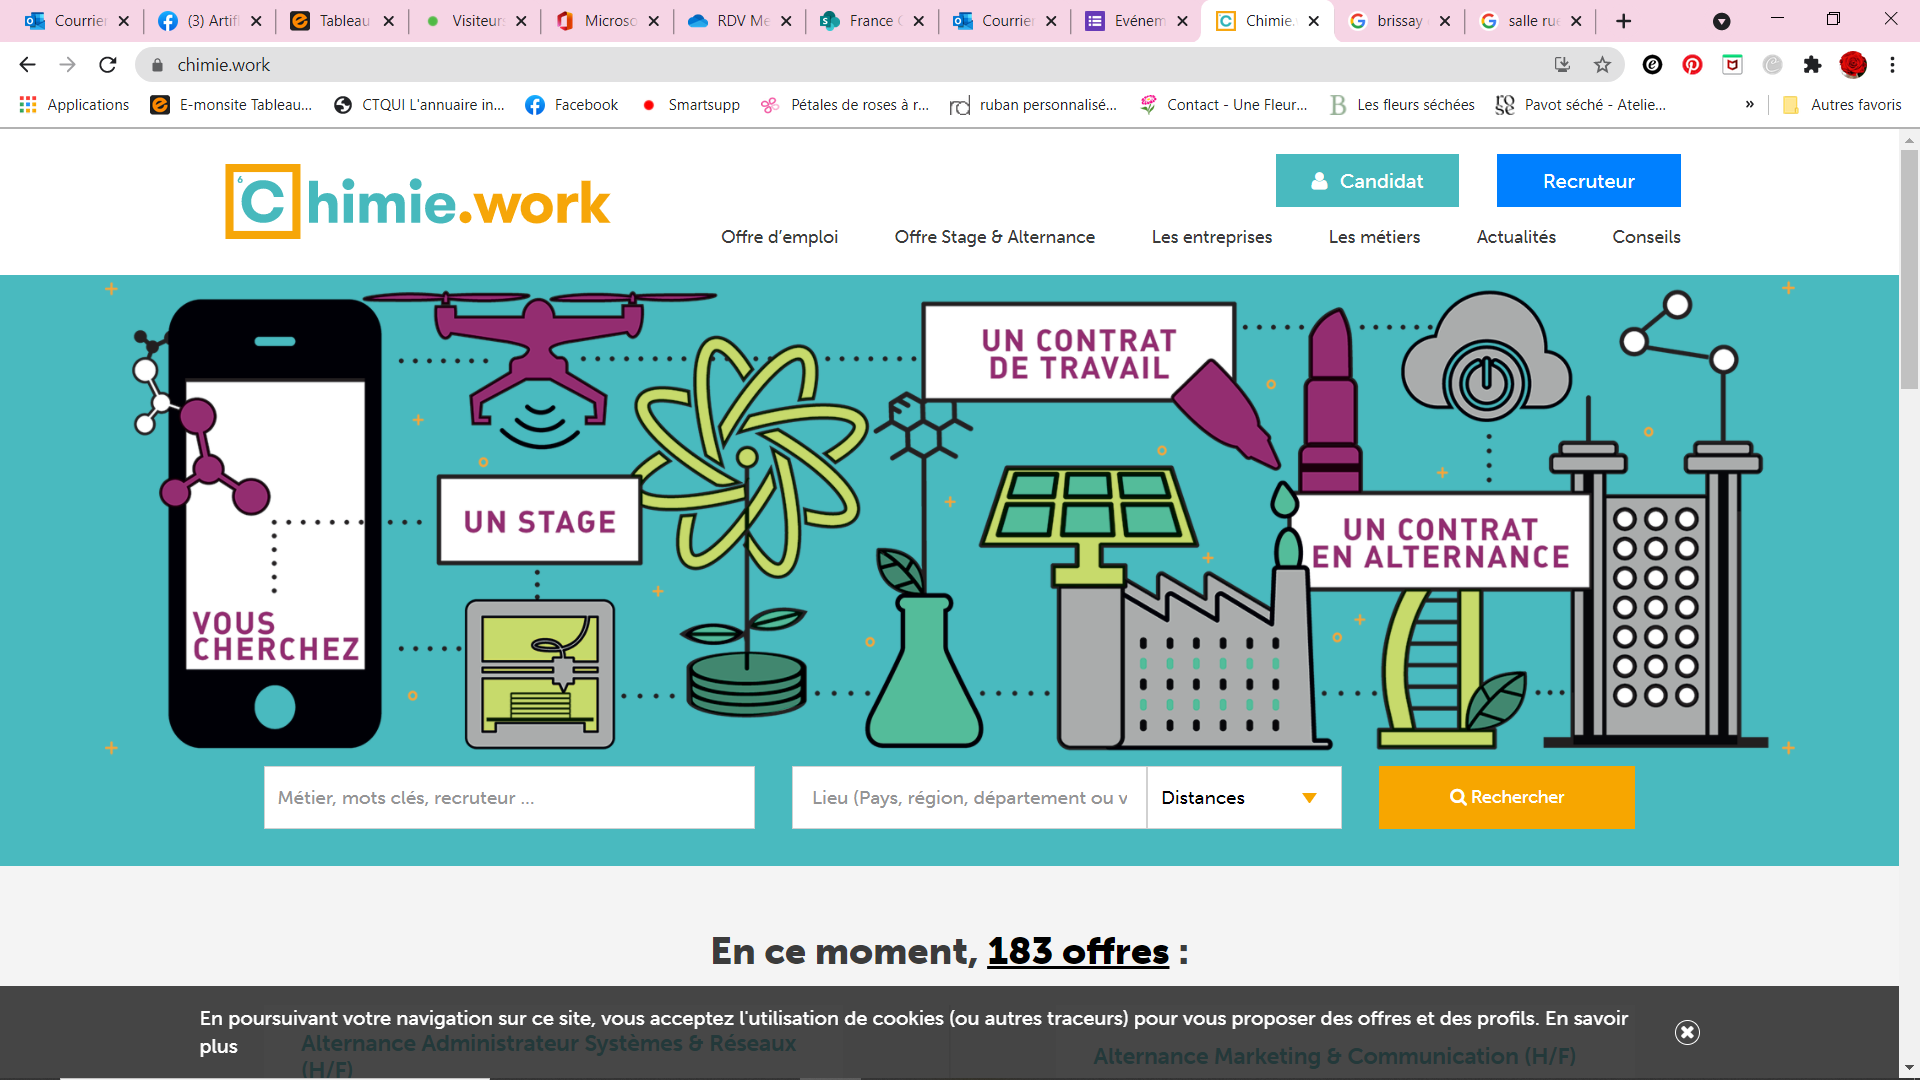 Courrier
(3) Artifi
Tableau
Visiteurs
Microso
RDV Me
France C
Courrier
Evénem
Chimie.
brissay
salle rue
chimie.work
Applications
E-monsite Tableau...
CTQUI L'annuaire in...
Facebook
Smartsupp
Pétales de roses à r...
ruban personnalisé...
Contact - Une Fleur...
Les fleurs séchées
Pavot séché - Atelie...
»
Autres favoris
6
Chimie.work
Candidat
Recruteur
Offre d'emploi
Offre Stage & Alternance
Les entreprises
Les métiers
Actualités
Conseils
UN CONTRAT
DE TRAVAIL
UN STAGE
UN CONTRAT
EN ALTERNANCE
VOUS
CHERCHEZ
Métier, mots clés, recruteur ...
Lieu (Pays, région, département ou v
Distances
Rechercher
En ce moment, 183 offres :
En poursuivant votre navigation sur ce site, vous acceptez l'utilisation de cookies (ou autres traceurs) pour vous proposer des offres et des profils. En savoir
plus
Alternance Administrateur Systèmes & Réseaux
(H/F)
Alternance Marketing & Communication (H/F)